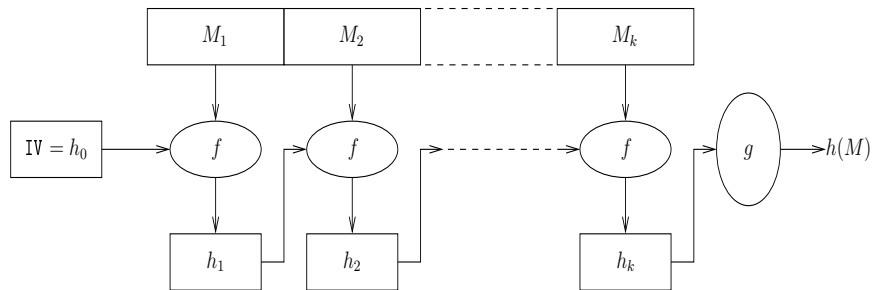 M₁ M₂ Mₖ
IV = h₀ f f f g h(M)
h₁ h₂ hₖ